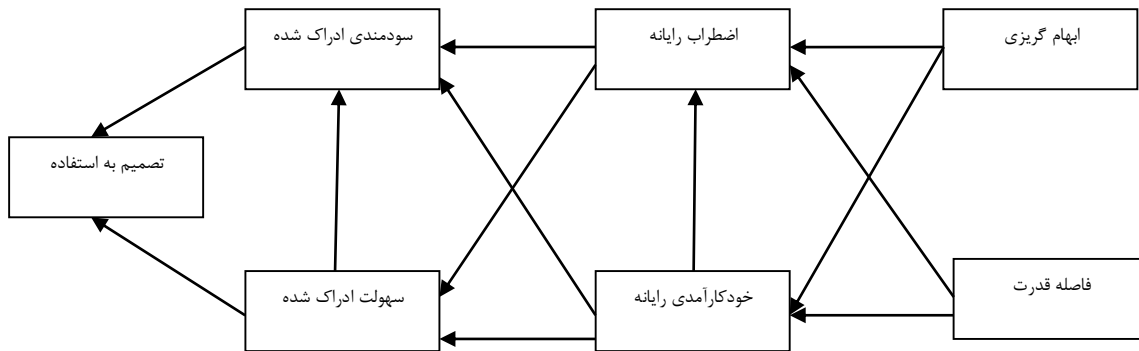 ابهام گریزی
اضطراب رایانه
سودمندی ادراک شده
تصمیم به استفاده
فاصله قدرت
خودکارآمدی رایانه
سهولت ادراک شده